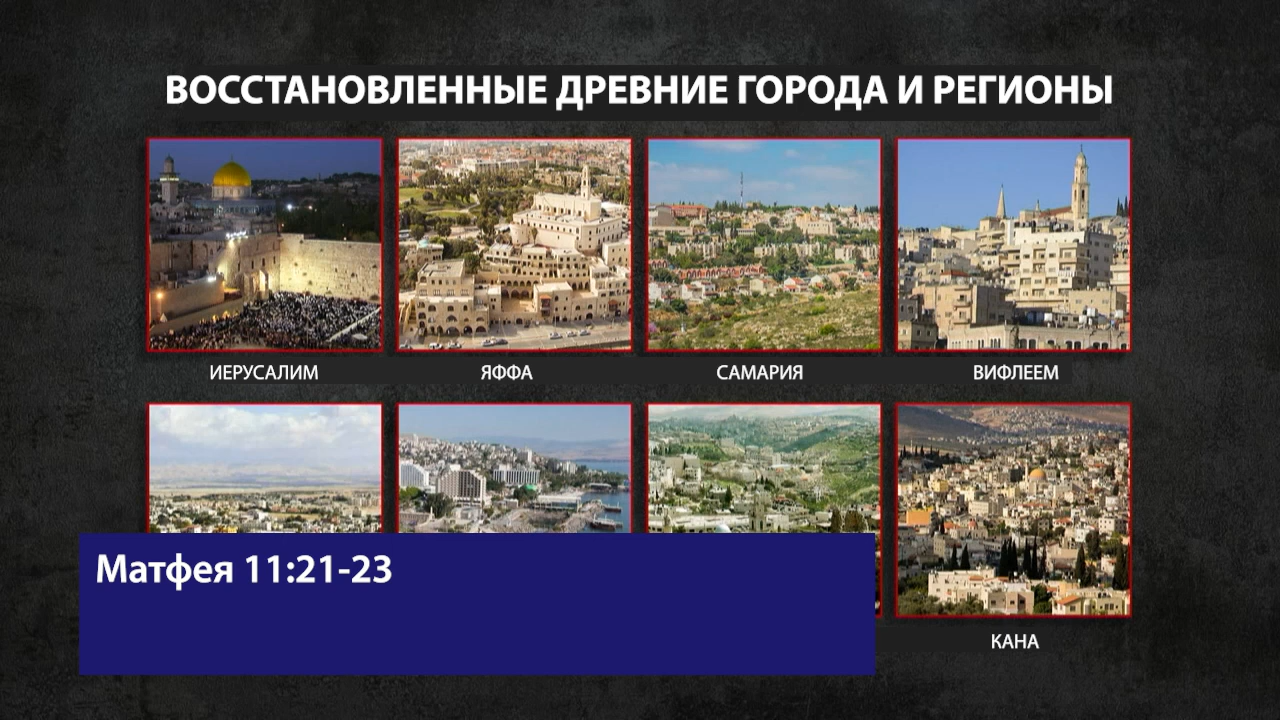 ВОССТАНОВЛЕННЫЕ ДРЕВНИЕ ГОРОДА И РЕГИОНЫ
ИЕРУСАЛИМ
ЯФФА
САМАРИЯ
ВИФЛЕЕМ
Матфея 11:21-23
КАНА